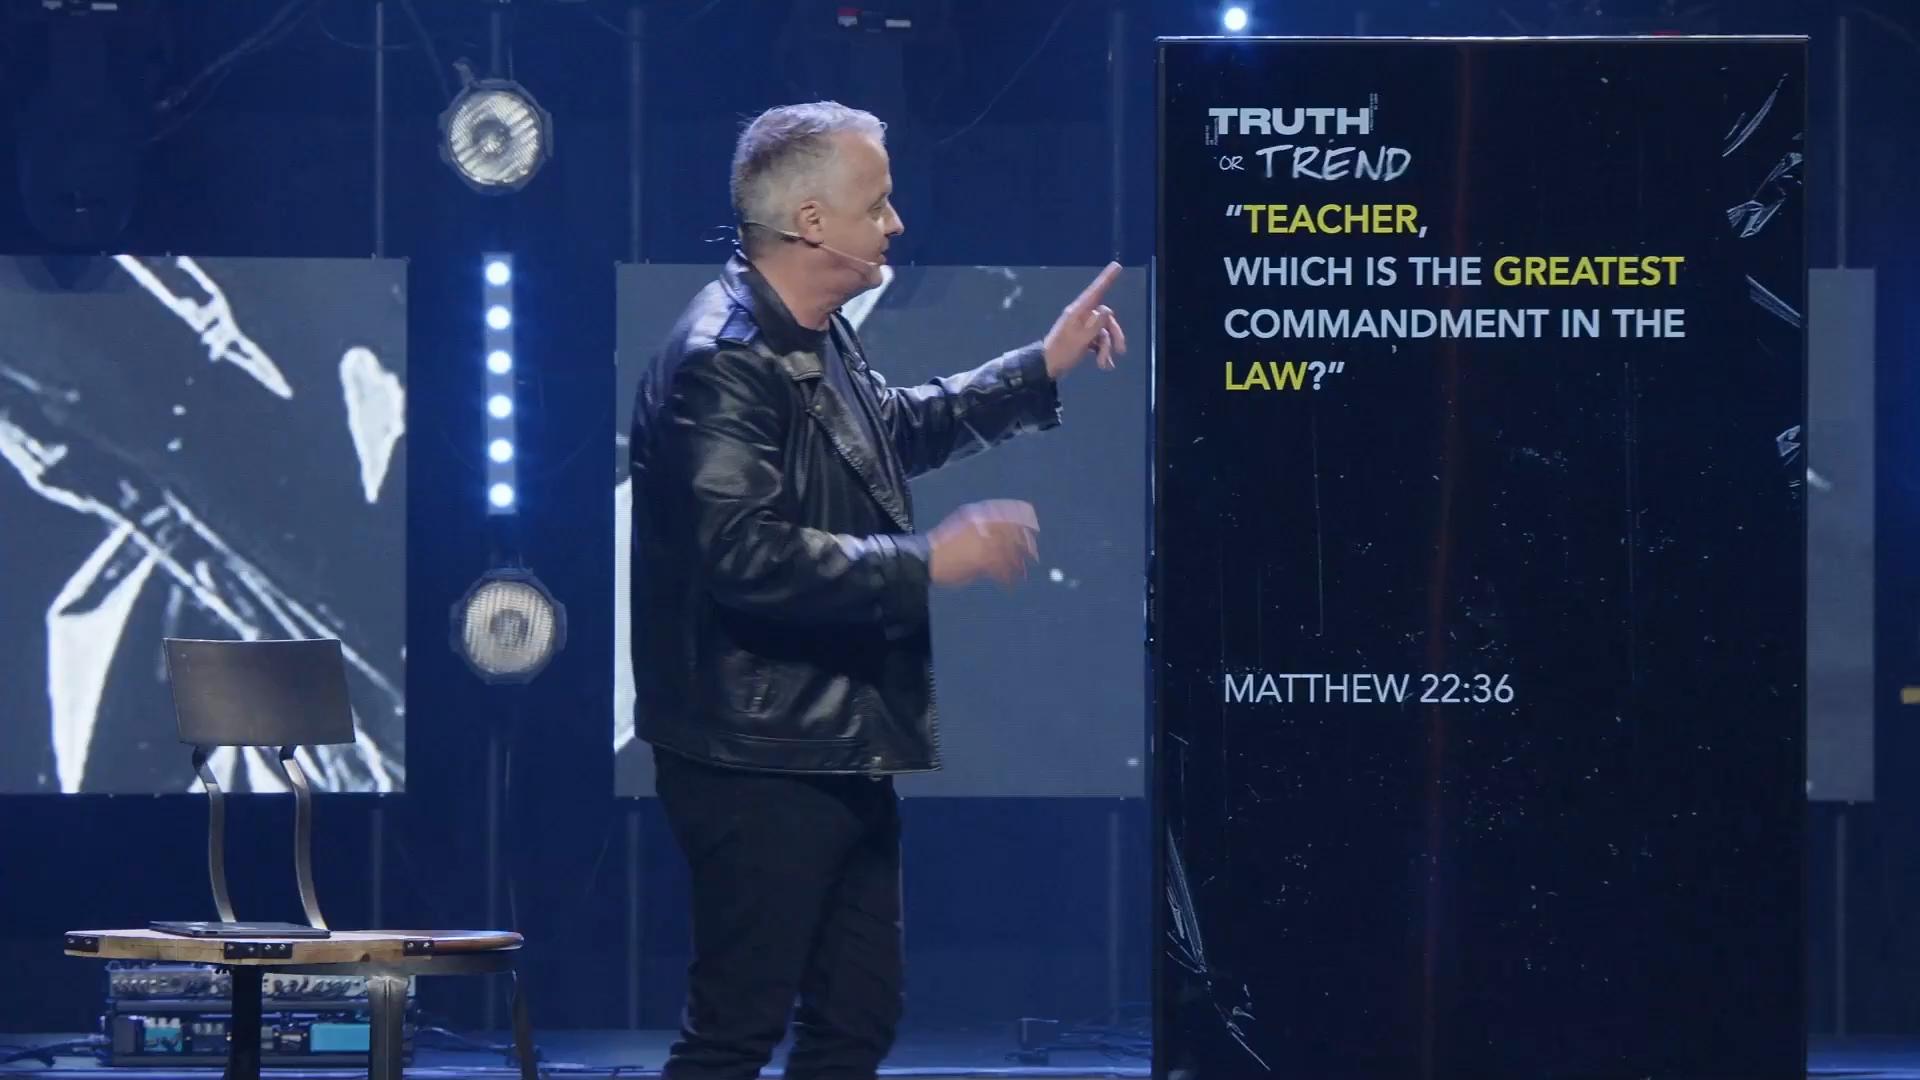 TRUTH
OR TREND
“TEACHER,
WHICH IS THE GREATEST
COMMANDMENT IN THE
LAW?”
MATTHEW 22:36